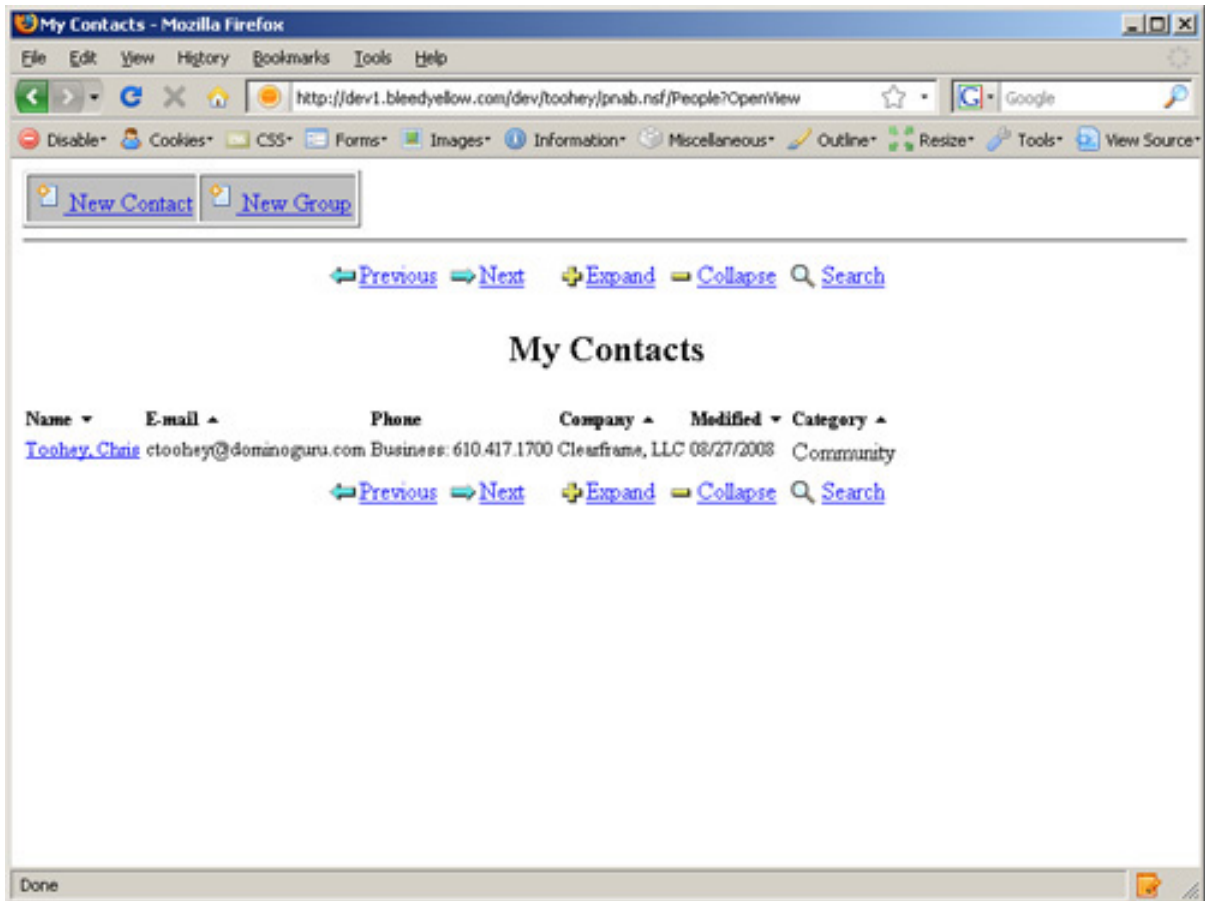 My Contacts - Mozilla Firefox
File Edit View History Bookmarks Tools Help
http://dev1.bleedyellow.com/dev/toohey/pnab.nsf/People?OpenView Google
Disable Cookies CSS Forms Images Information Miscellaneous Outline Resize Tools View Source
New Contact New Group
Previous Next Expand Collapse Search
My Contacts
Name E-mail Phone Company Modified Category
Toohey, Chris ctoohey@dominoguru.com Business: 610.417.1700 Clearframe, LLC 08/27/2008 Community
Previous Next Expand Collapse Search
Done